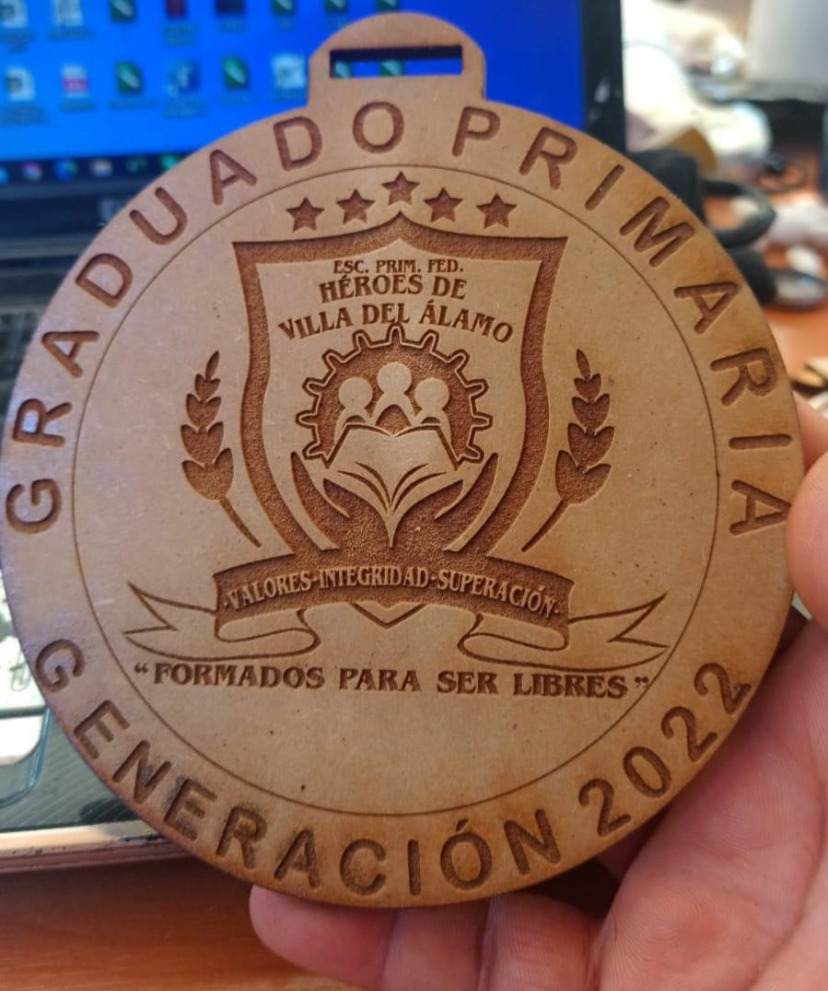 GRADUADO PRIMARIA
ESC. PRIM. FED.
HÉROES DE
VILLA DEL ÁLAMO
·VALORES·INTEGRIDAD·SUPERACIÓN·
“FORMADOS PARA SER LIBRES”
GENERACIÓN 2022